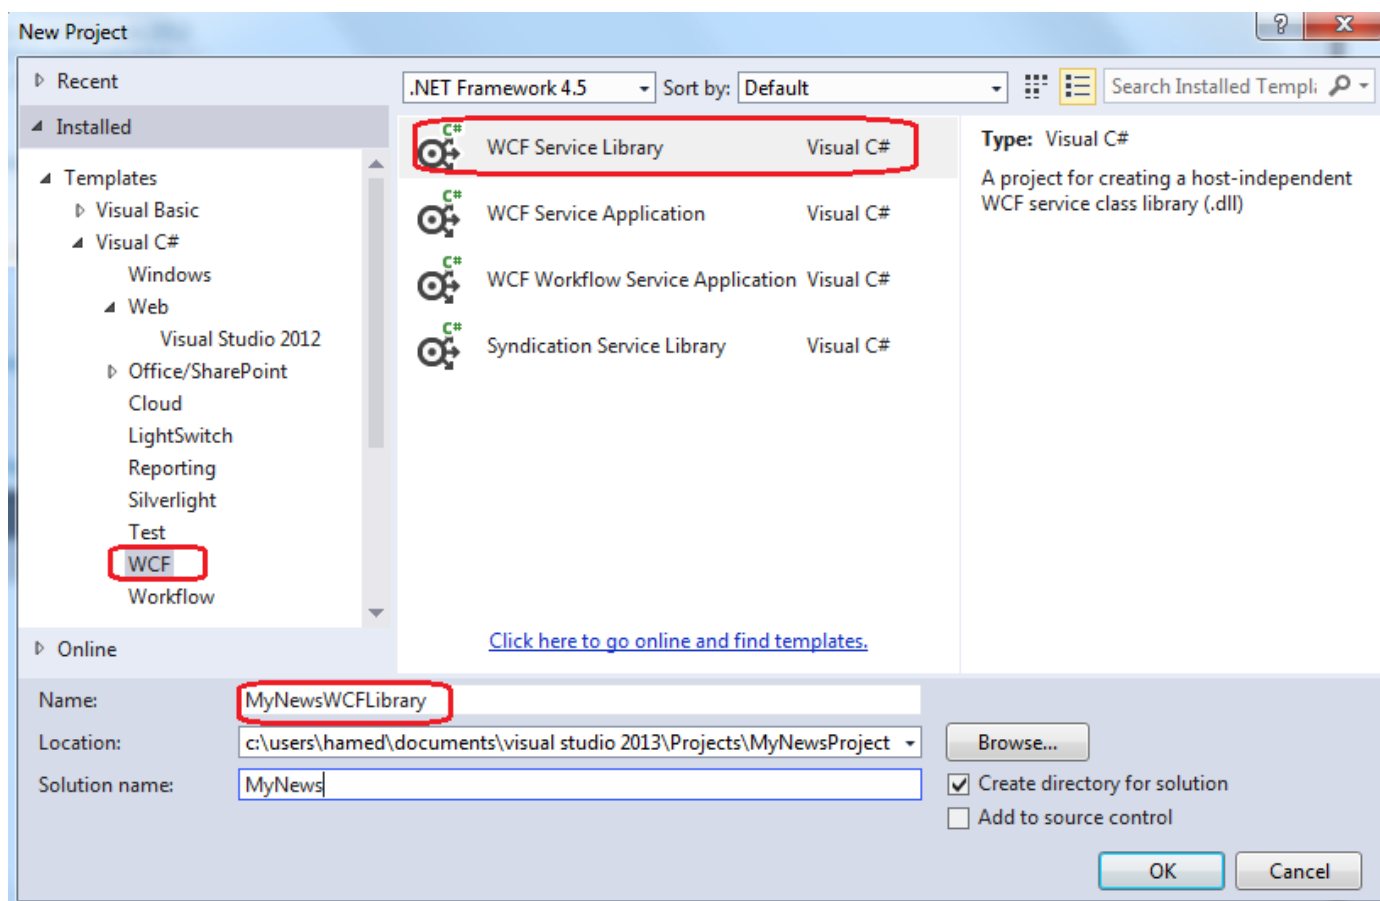 New Project
?
X
Recent
Installed
Templates
Visual Basic
Visual C#
Windows
Web
Visual Studio 2012
Office/SharePoint
Cloud
LightSwitch
Reporting
Silverlight
Test
WCF
Workflow
Online
.NET Framework 4.5 Sort by: Default
Search Installed Templ
C# WCF Service Library Visual C#
C# WCF Service Application Visual C#
C# WCF Workflow Service Application Visual C#
C# Syndication Service Library Visual C#
Click here to go online and find templates.
Type: Visual C#
A project for creating a host-independent
WCF service class library (.dll)
Name: MyNewsWCFLibrary
Location: c:\users\hamed\documents\visual studio 2013\Projects\MyNewsProject
Browse...
Solution name: MyNews
Create directory for solution
Add to source control
OK Cancel